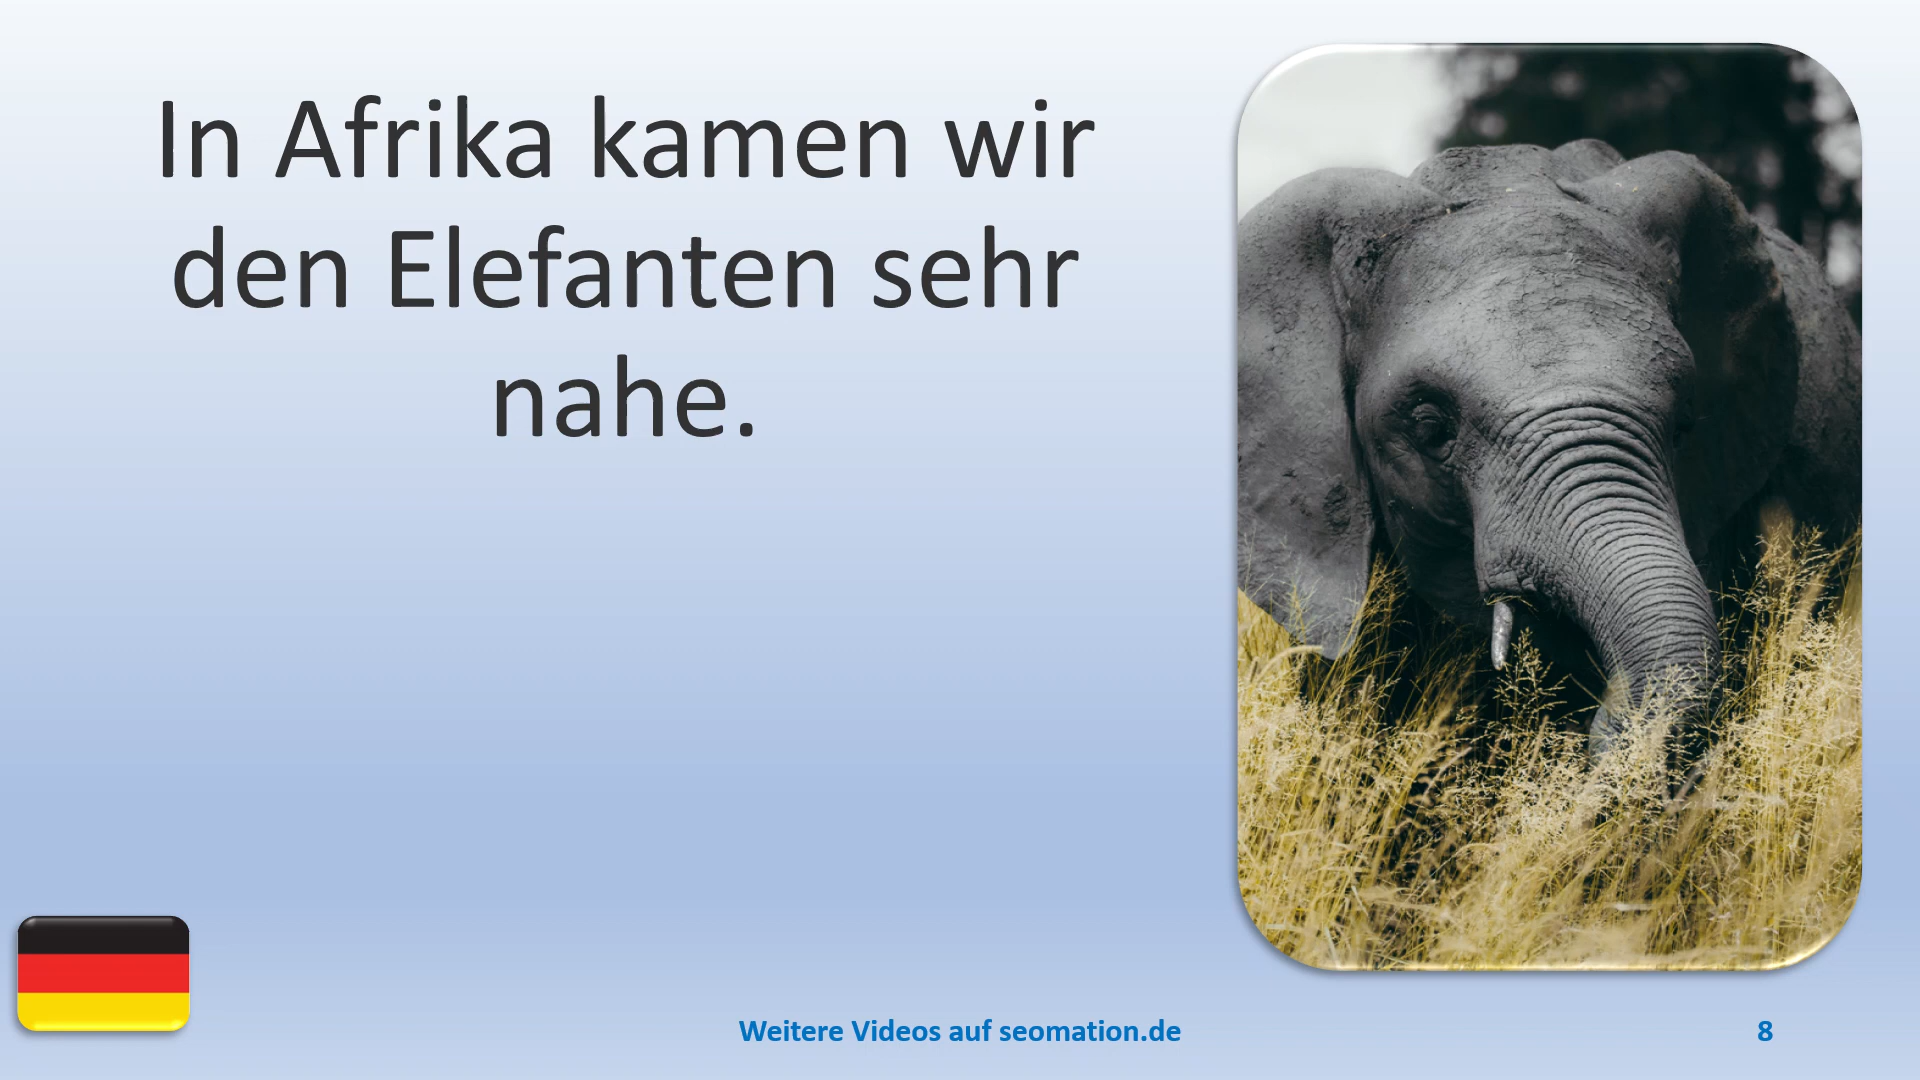 In Afrika kamen wir
den Elefanten sehr
nahe.
Weitere Videos auf seomation.de
8